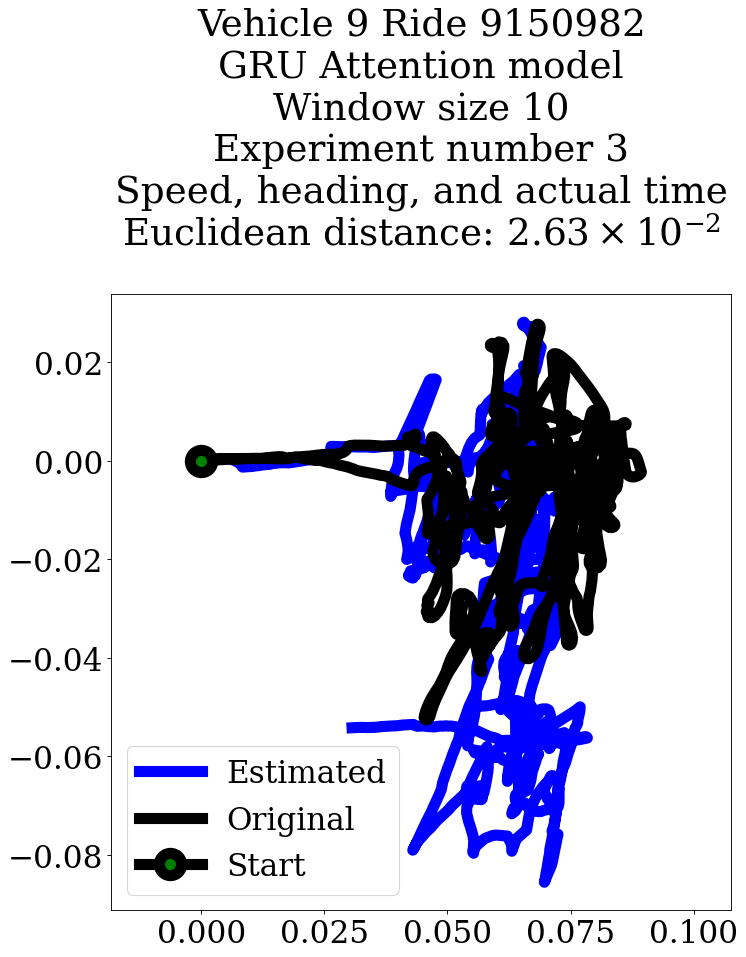 Vehicle 9 Ride 9150982
GRU Attention model
Window size 10
Experiment number 3
Speed, heading, and actual time
Euclidean distance: 2.63 × 10⁻²
0.02
0.00
−0.02
−0.04
−0.06
−0.08
Estimated
Original
Start
0.000 0.025 0.050 0.075 0.100